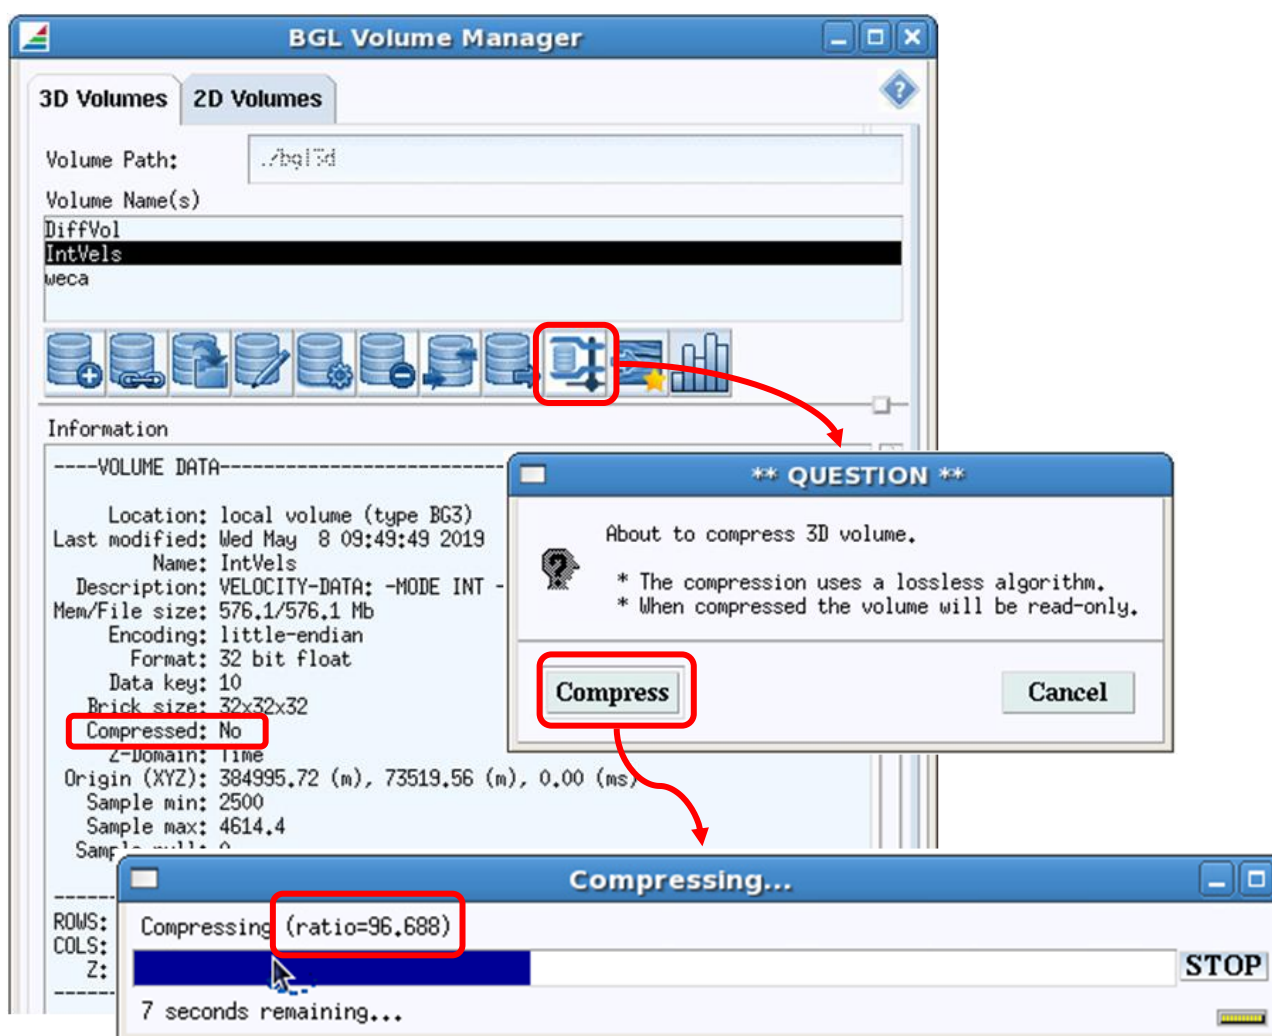 BGL Volume Manager
3D Volumes
2D Volumes
?
Volume Path:
./bgl3d
Volume Name(s)
DiffVol
IntVels
weca
Information
----VOLUME DATA--------------------------
Location: local volume (type BG3)
Last modified: Wed May  8 09:49:49 2019
Name: IntVels
Description: VELOCITY-DATA: -MODE INT -
Mem/File size: 576.1/576.1 Mb
Encoding: little-endian
Format: 32 bit float
Data key: 10
Brick size: 32x32x32
Compressed: No
Z-Domain: Time
Origin (XYZ): 384995.72 (m), 73519.56 (m), 0.00 (ms)
Sample min: 2500
Sample max: 4614.4
Sample null: 0
ROWS:
COLS:
Z:
** QUESTION **
About to compress 3D volume.
* The compression uses a lossless algorithm.
* When compressed the volume will be read-only.
Compress
Cancel
Compressing...
Compressing (ratio=96.688)
STOP
7 seconds remaining...